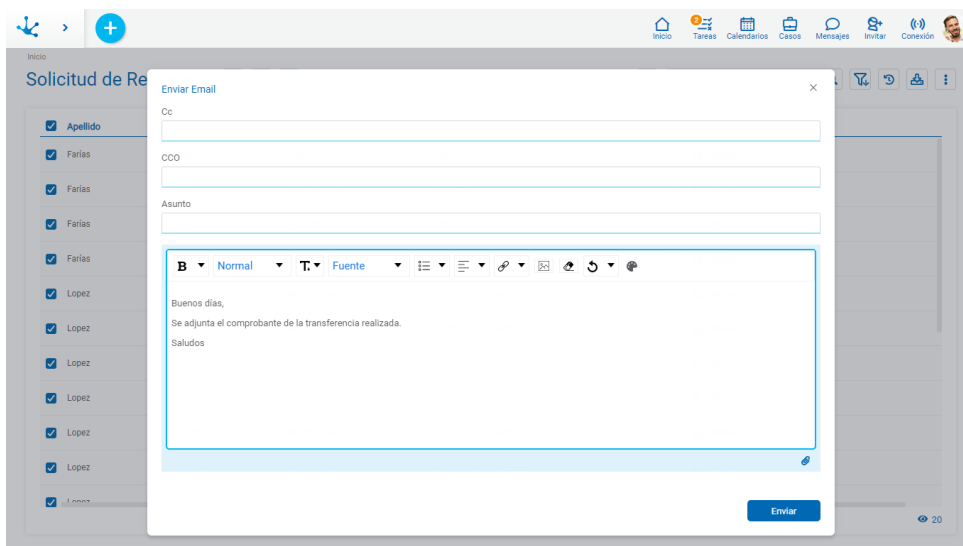 2
Inicio Tareas Calendarios Casos Mensajes Invitar Conexión
Inicio
Solicitud de Re
Enviar Email
Cc
CCO
Asunto
B Normal T. Fuente
Buenos días,
Se adjunta el comprobante de la transferencia realizada.
Saludos
Enviar
Apellido
Farías
Farías
Farías
Farías
Lopez
Lopez
Lopez
Lopez
Lopez
Lopez
20